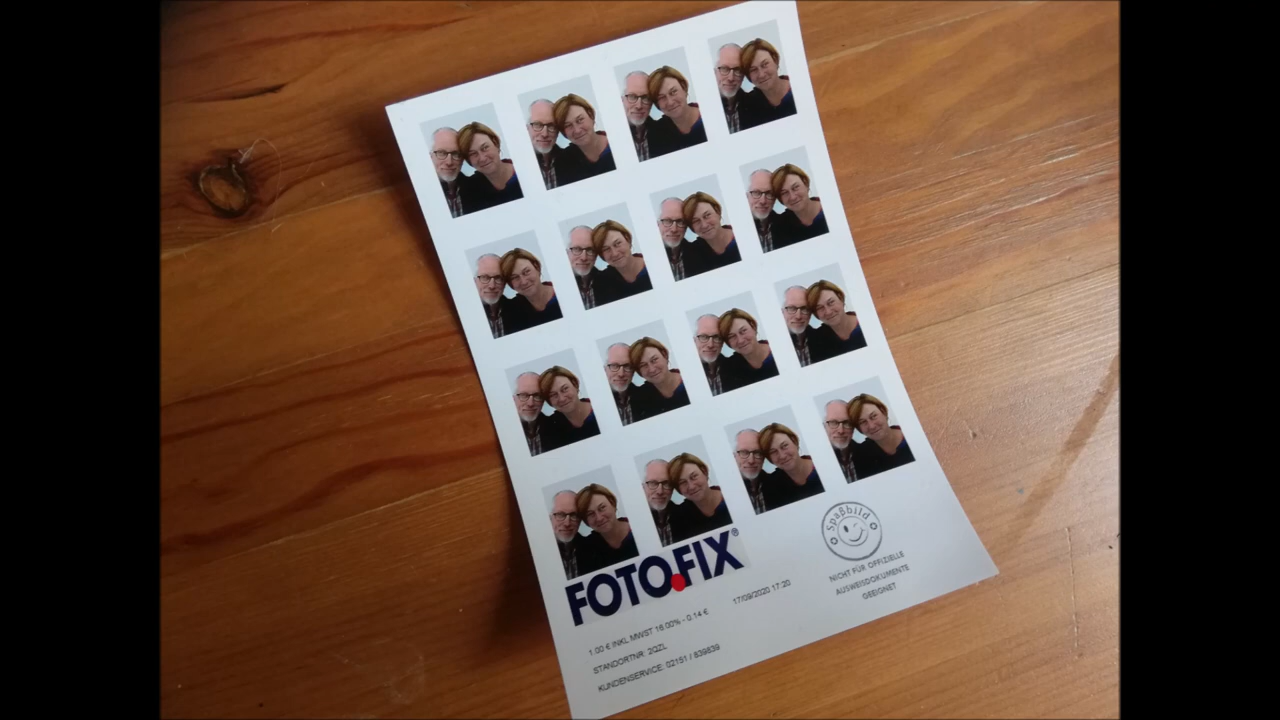 FOTO.FIX®
Spaßbild
NICHT FÜR OFFIZIELLE
AUSWEISDOKUMENTE
GEEIGNET
17/09/2020 17:20
1.00 € INKL.MWST 16.00% - 0.14 €
STANDORTNR: 2QZL
KUNDENSERVICE: 02151 / 839839